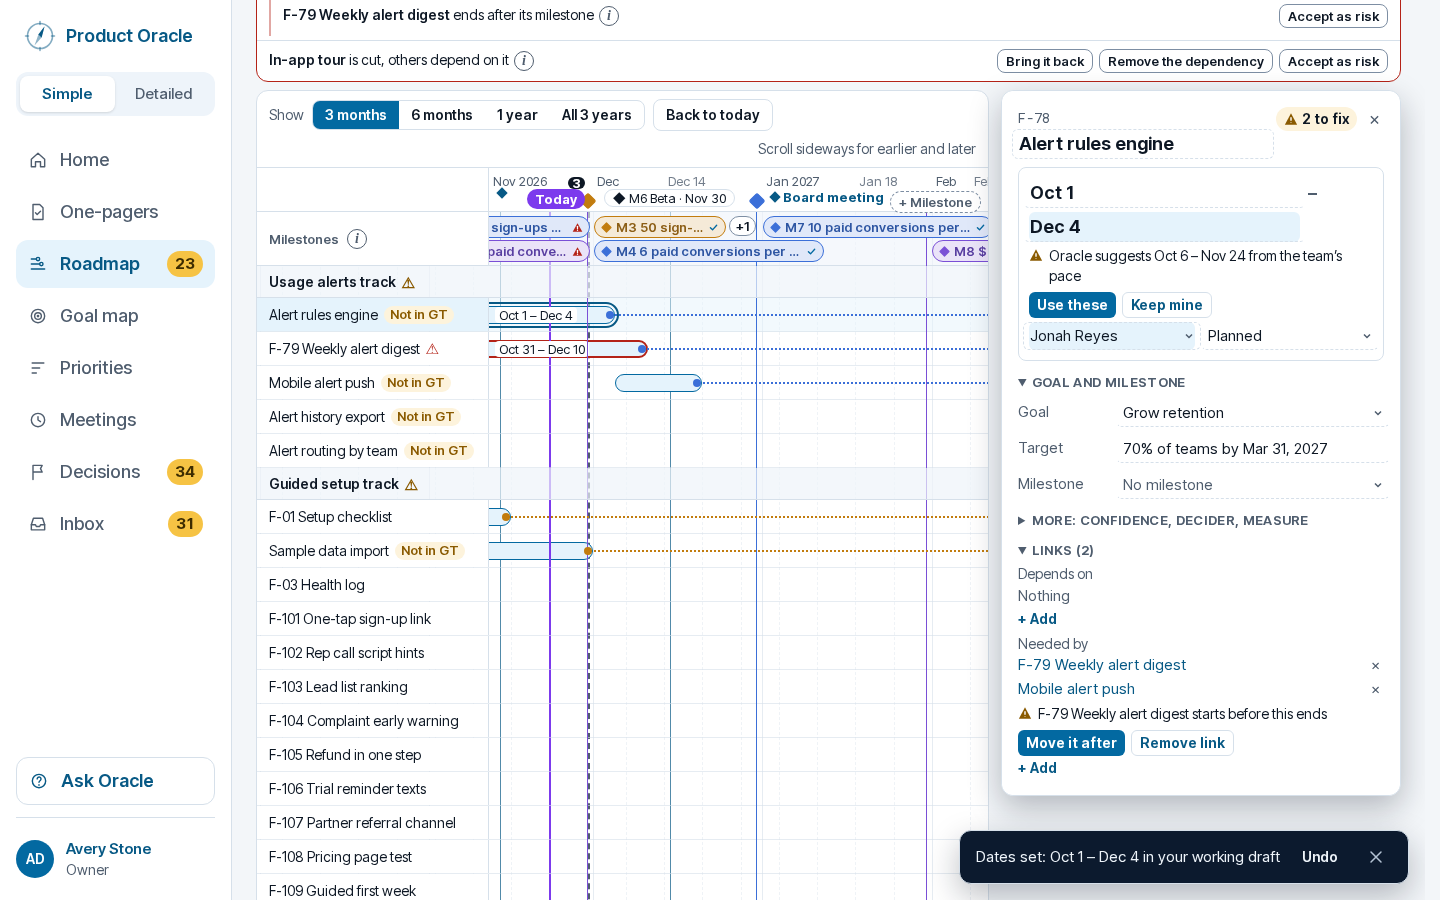 Product Oracle
Simple
Detailed
Home
One-pagers
Roadmap
23
Goal map
Priorities
Meetings
Decisions
34
Inbox
31
Ask Oracle
AD
Avery Stone
Owner
F-79 Weekly alert digest ends after its milestone i
Accept as risk
In-app tour is cut, others depend on it i
Bring it back
Remove the dependency
Accept as risk
Show
3 months
6 months
1 year
All 3 years
Back to today
Scroll sideways for earlier and later
Nov 2026
3
Dec
Dec 14
Jan 2027
Jan 18
Feb
Fe
Today
M6 Beta · Nov 30
Board meeting
+ Milestone
Milestones i
sign-ups ...
M3 50 sign-...
+1
M7 10 paid conversions per...
paid conve...
M4 6 paid conversions per ...
M8 $
Usage alerts track
Alert rules engine Not in GT
Oct 1 – Dec 4
F-79 Weekly alert digest
Oct 31 – Dec 10
Mobile alert push Not in GT
Alert history export Not in GT
Alert routing by team Not in GT
Guided setup track
F-01 Setup checklist
Sample data import Not in GT
F-03 Health log
F-101 One-tap sign-up link
F-102 Rep call script hints
F-103 Lead list ranking
F-104 Complaint early warning
F-105 Refund in one step
F-106 Trial reminder texts
F-107 Partner referral channel
F-108 Pricing page test
F-109 Guided first week
F-78
2 to fix
×
Alert rules engine
Oct 1
–
Dec 4
Oracle suggests Oct 6 – Nov 24 from the team's
pace
Use these
Keep mine
Jonah Reyes
Planned
GOAL AND MILESTONE
Goal
Grow retention
Target
70% of teams by Mar 31, 2027
Milestone
No milestone
MORE: CONFIDENCE, DECIDER, MEASURE
LINKS (2)
Depends on
Nothing
+ Add
Needed by
F-79 Weekly alert digest
×
Mobile alert push
×
F-79 Weekly alert digest starts before this ends
Move it after
Remove link
+ Add
Dates set: Oct 1 – Dec 4 in your working draft
Undo